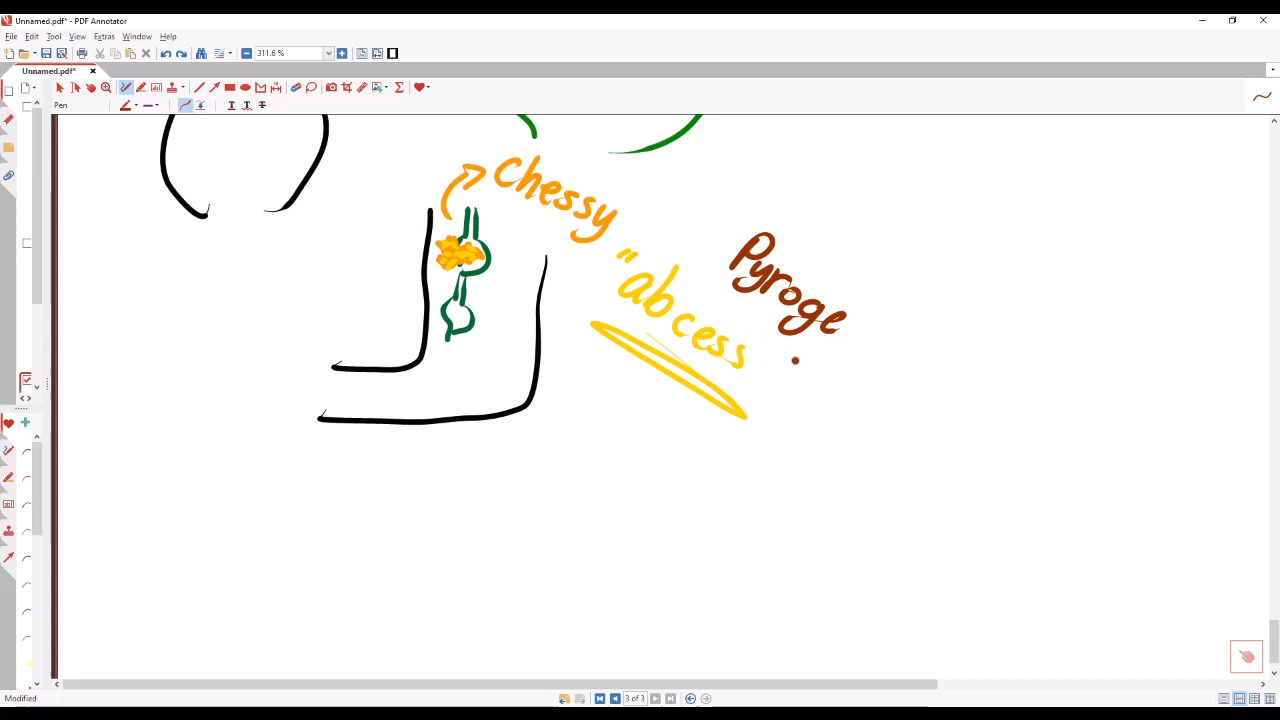 Unnamed.pdf* - PDF Annotator
File Edit Tool View Extras Window Help
311.6 %
Unnamed.pdf*
Pen
Chessy
"abcess
Pyroge
Modified
3 of 3